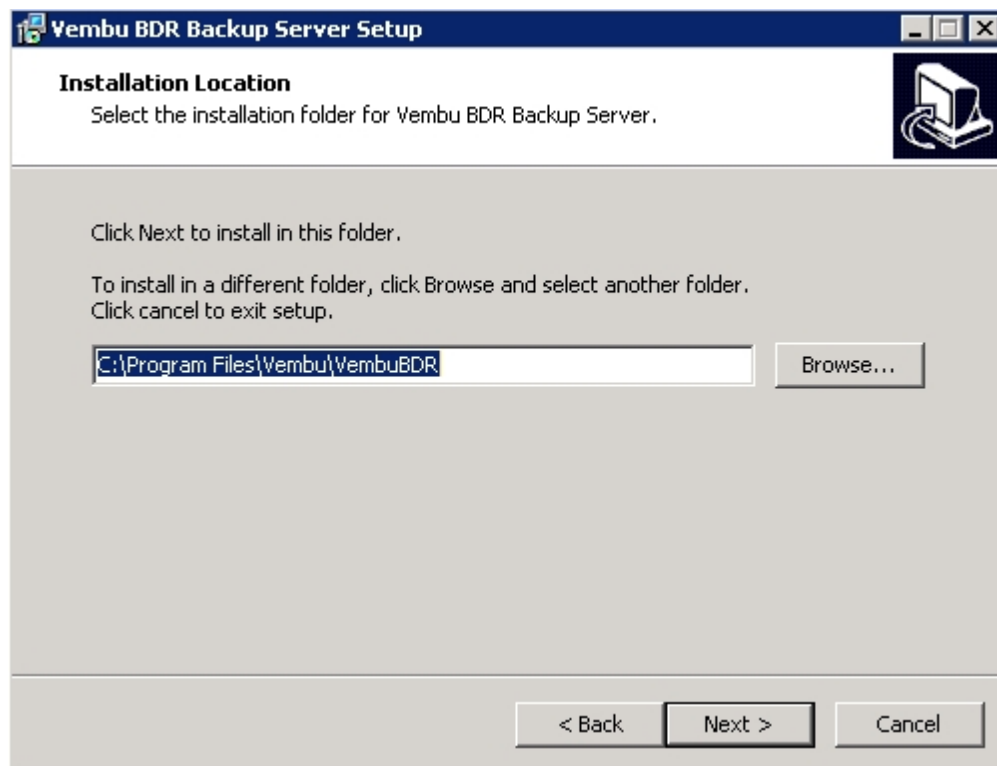 Vembu BDR Backup Server Setup
Installation Location
Select the installation folder for Vembu BDR Backup Server.
Click Next to install in this folder.
To install in a different folder, click Browse and select another folder.
Click cancel to exit setup.
C:\Program Files\Vembu\VembuBDR
Browse...
< Back
Next >
Cancel